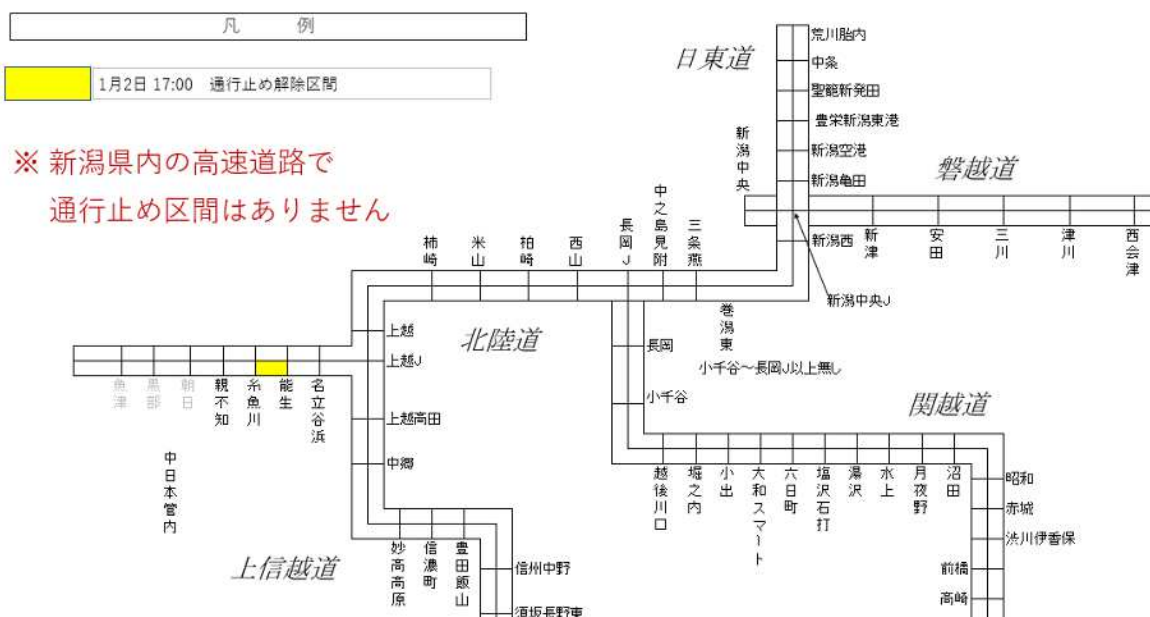 凡 例
1月2日 17:00 通行止め解除区間
※ 新潟県内の高速道路で
通行止め区間はありません
日東道
荒川胎内
中条
聖籠新発田
豊栄新潟東港
新潟空港
新潟亀田
新潟西
新潟中央
磐越道
新津
安田
三川
津川
西会津
新潟中央J
柿崎
米山
柏崎
西山
長岡J
中之島見附
三条燕
巻潟東
北陸道
上越
上越J
上越高田
中郷
魚津
黒部
朝日
親不知
糸魚川
能生
名立谷浜
中日本管内
長岡
小千谷
小千谷～長岡J以上無し
関越道
越後川口
堀之内
小出
大和スマート
六日町
塩沢石打
湯沢
水上
月夜野
沼田
昭和
赤城
渋川伊香保
前橋
高崎
上信越道
妙高高原
信濃町
豊田飯山
信州中野
須坂長野東